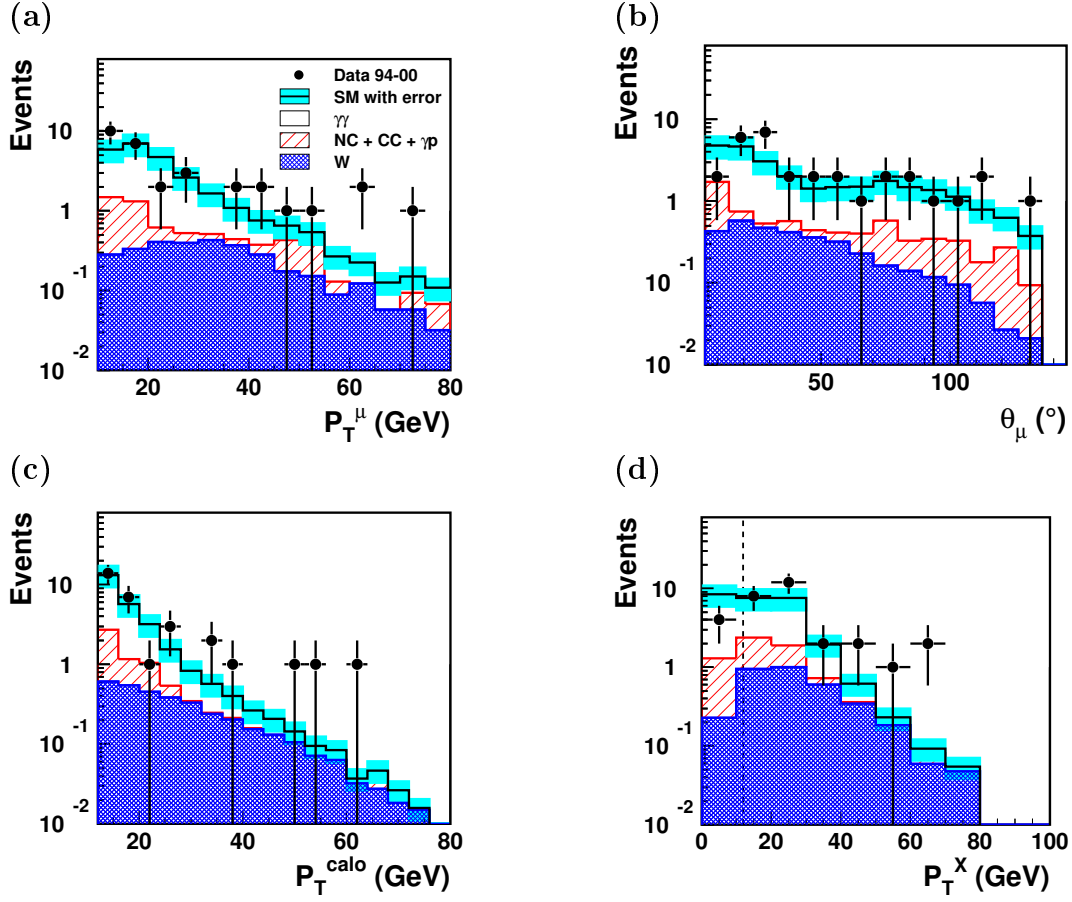 (a)
Events
10
1
10 -1
10 -2
20 40 60 80
P_T^μ (GeV)
Data 94-00
SM with error
γγ
NC + CC + γp
W
(b)
Events
10
1
10 -1
10 -2
50 100
θ_μ (°)
(c)
Events
10
1
10 -1
10 -2
20 40 60 80
P_T^calo (GeV)
(d)
Events
10
1
10 -1
10 -2
0 20 40 60 80 100
P_T^X (GeV)